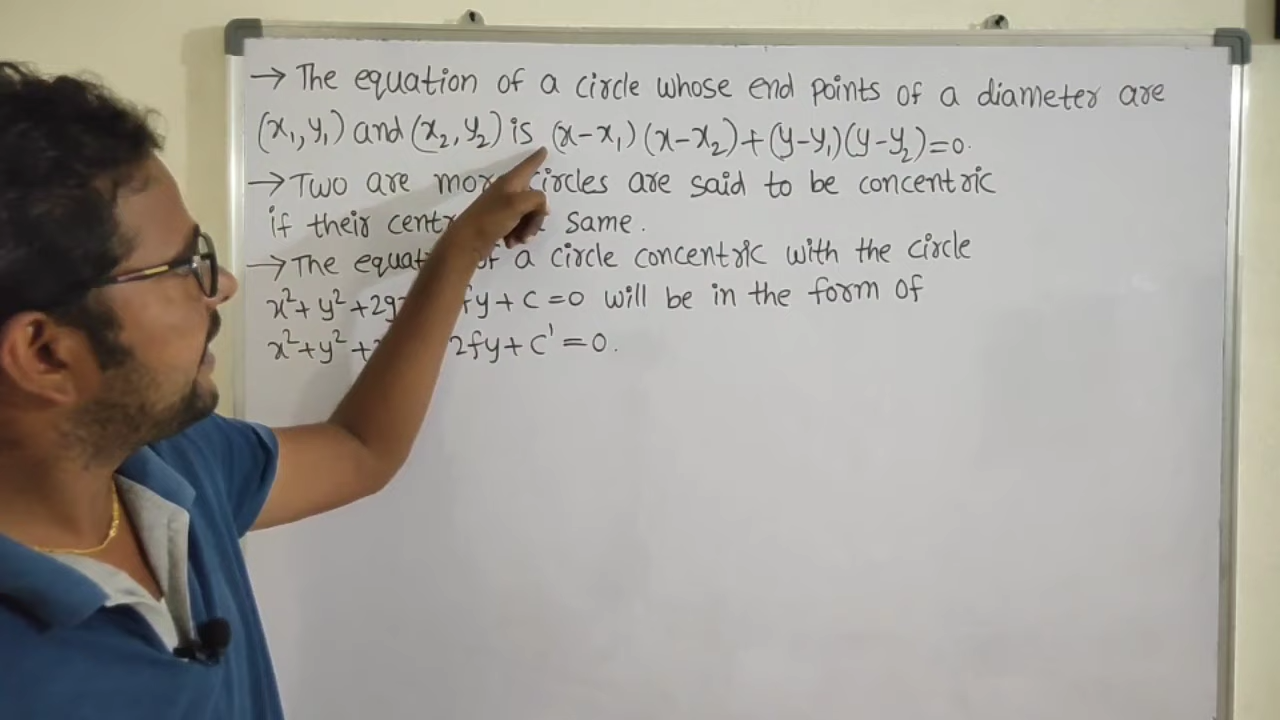 → The equation of a circle whose end points of a diameter are
(x₁, y₁) and (x₂, y₂) is (x-x₁)(x-x₂)+(y-y₁)(y-y₂)=0.
→ Two are more circles are said to be concentric
if their same.
→ The of a circle concentric with the circle
x²+y²+2g fy+c=0 will be in the form of
x²+y²+ 2fy+c'=0.